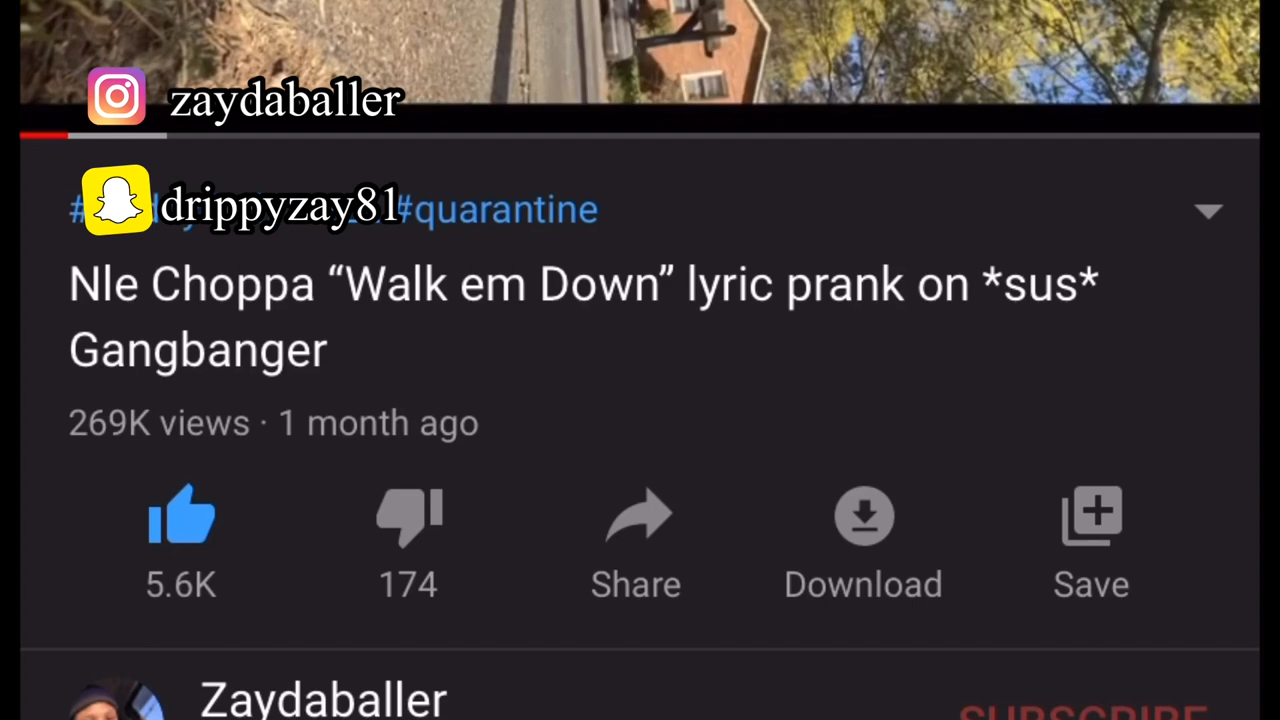 zaydaballer
drippyzay81 #quarantine
Nle Choppa “Walk em Down” lyric prank on *sus*
Gangbanger
269K views · 1 month ago
5.6K 174 Share Download Save
Zaydaballer
SUBSCRIBE